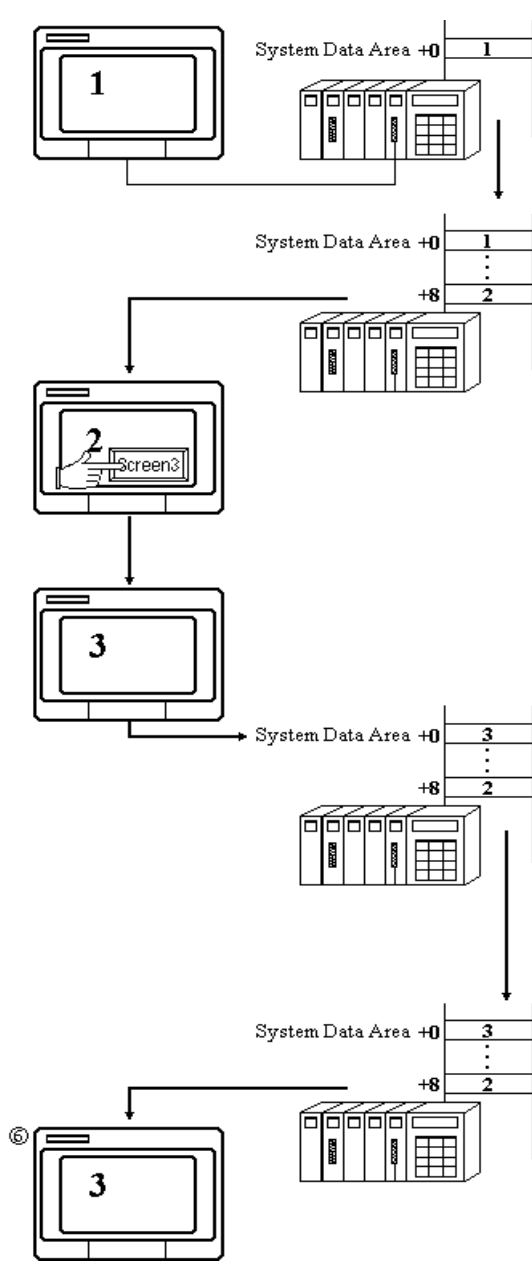 1
System Data Area +0 1
System Data Area +0 1
+8 2
2
Screen3
3
System Data Area +0 3
+8 2
System Data Area +0 3
+8 2
⑥
3